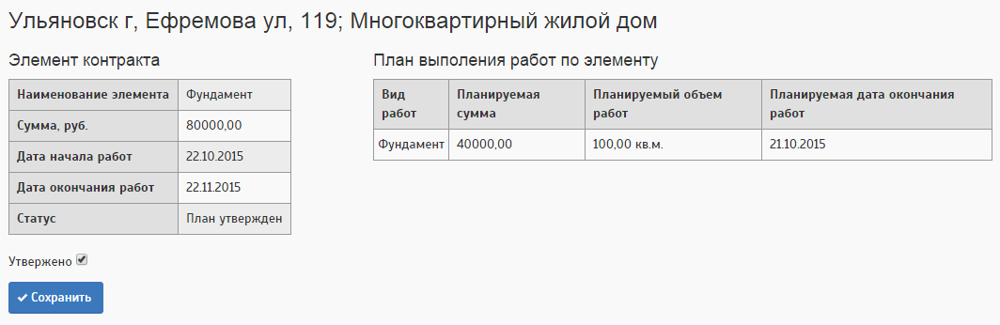 Ульяновск г, Ефремова ул, 119; Многоквартирный жилой дом
Элемент контракта
Наименование элемента Фундамент
Сумма, руб. 80000,00
Дата начала работ 22.10.2015
Дата окончания работ 22.11.2015
Статус План утвержден
Утвержено
Сохранить
План выполения работ по элементу
Вид работ Планируемая сумма Планируемый объем работ Планируемая дата окончания работ
Фундамент 40000,00 100,00 кв.м. 21.10.2015